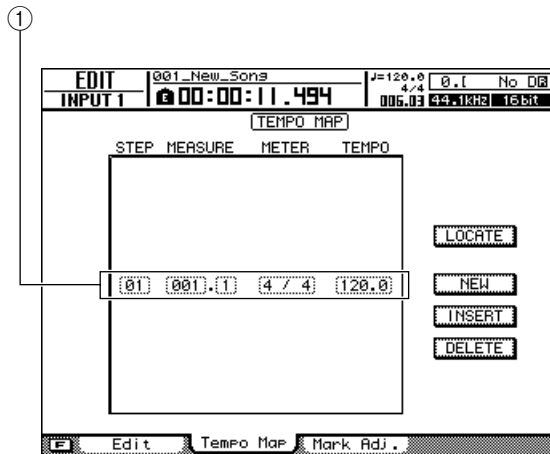 1
EDIT 001_New_Song ♩=120.0 0.[ No D
INPUT 1 00:00:11.494 4/4 006.03 44.1kHz 16bit
TEMPO MAP
STEP MEASURE METER TEMPO
LOCATE
01 001.1 4 / 4 120.0 NEW
INSERT
DELETE
F Edit Tempo Map Mark Adj.